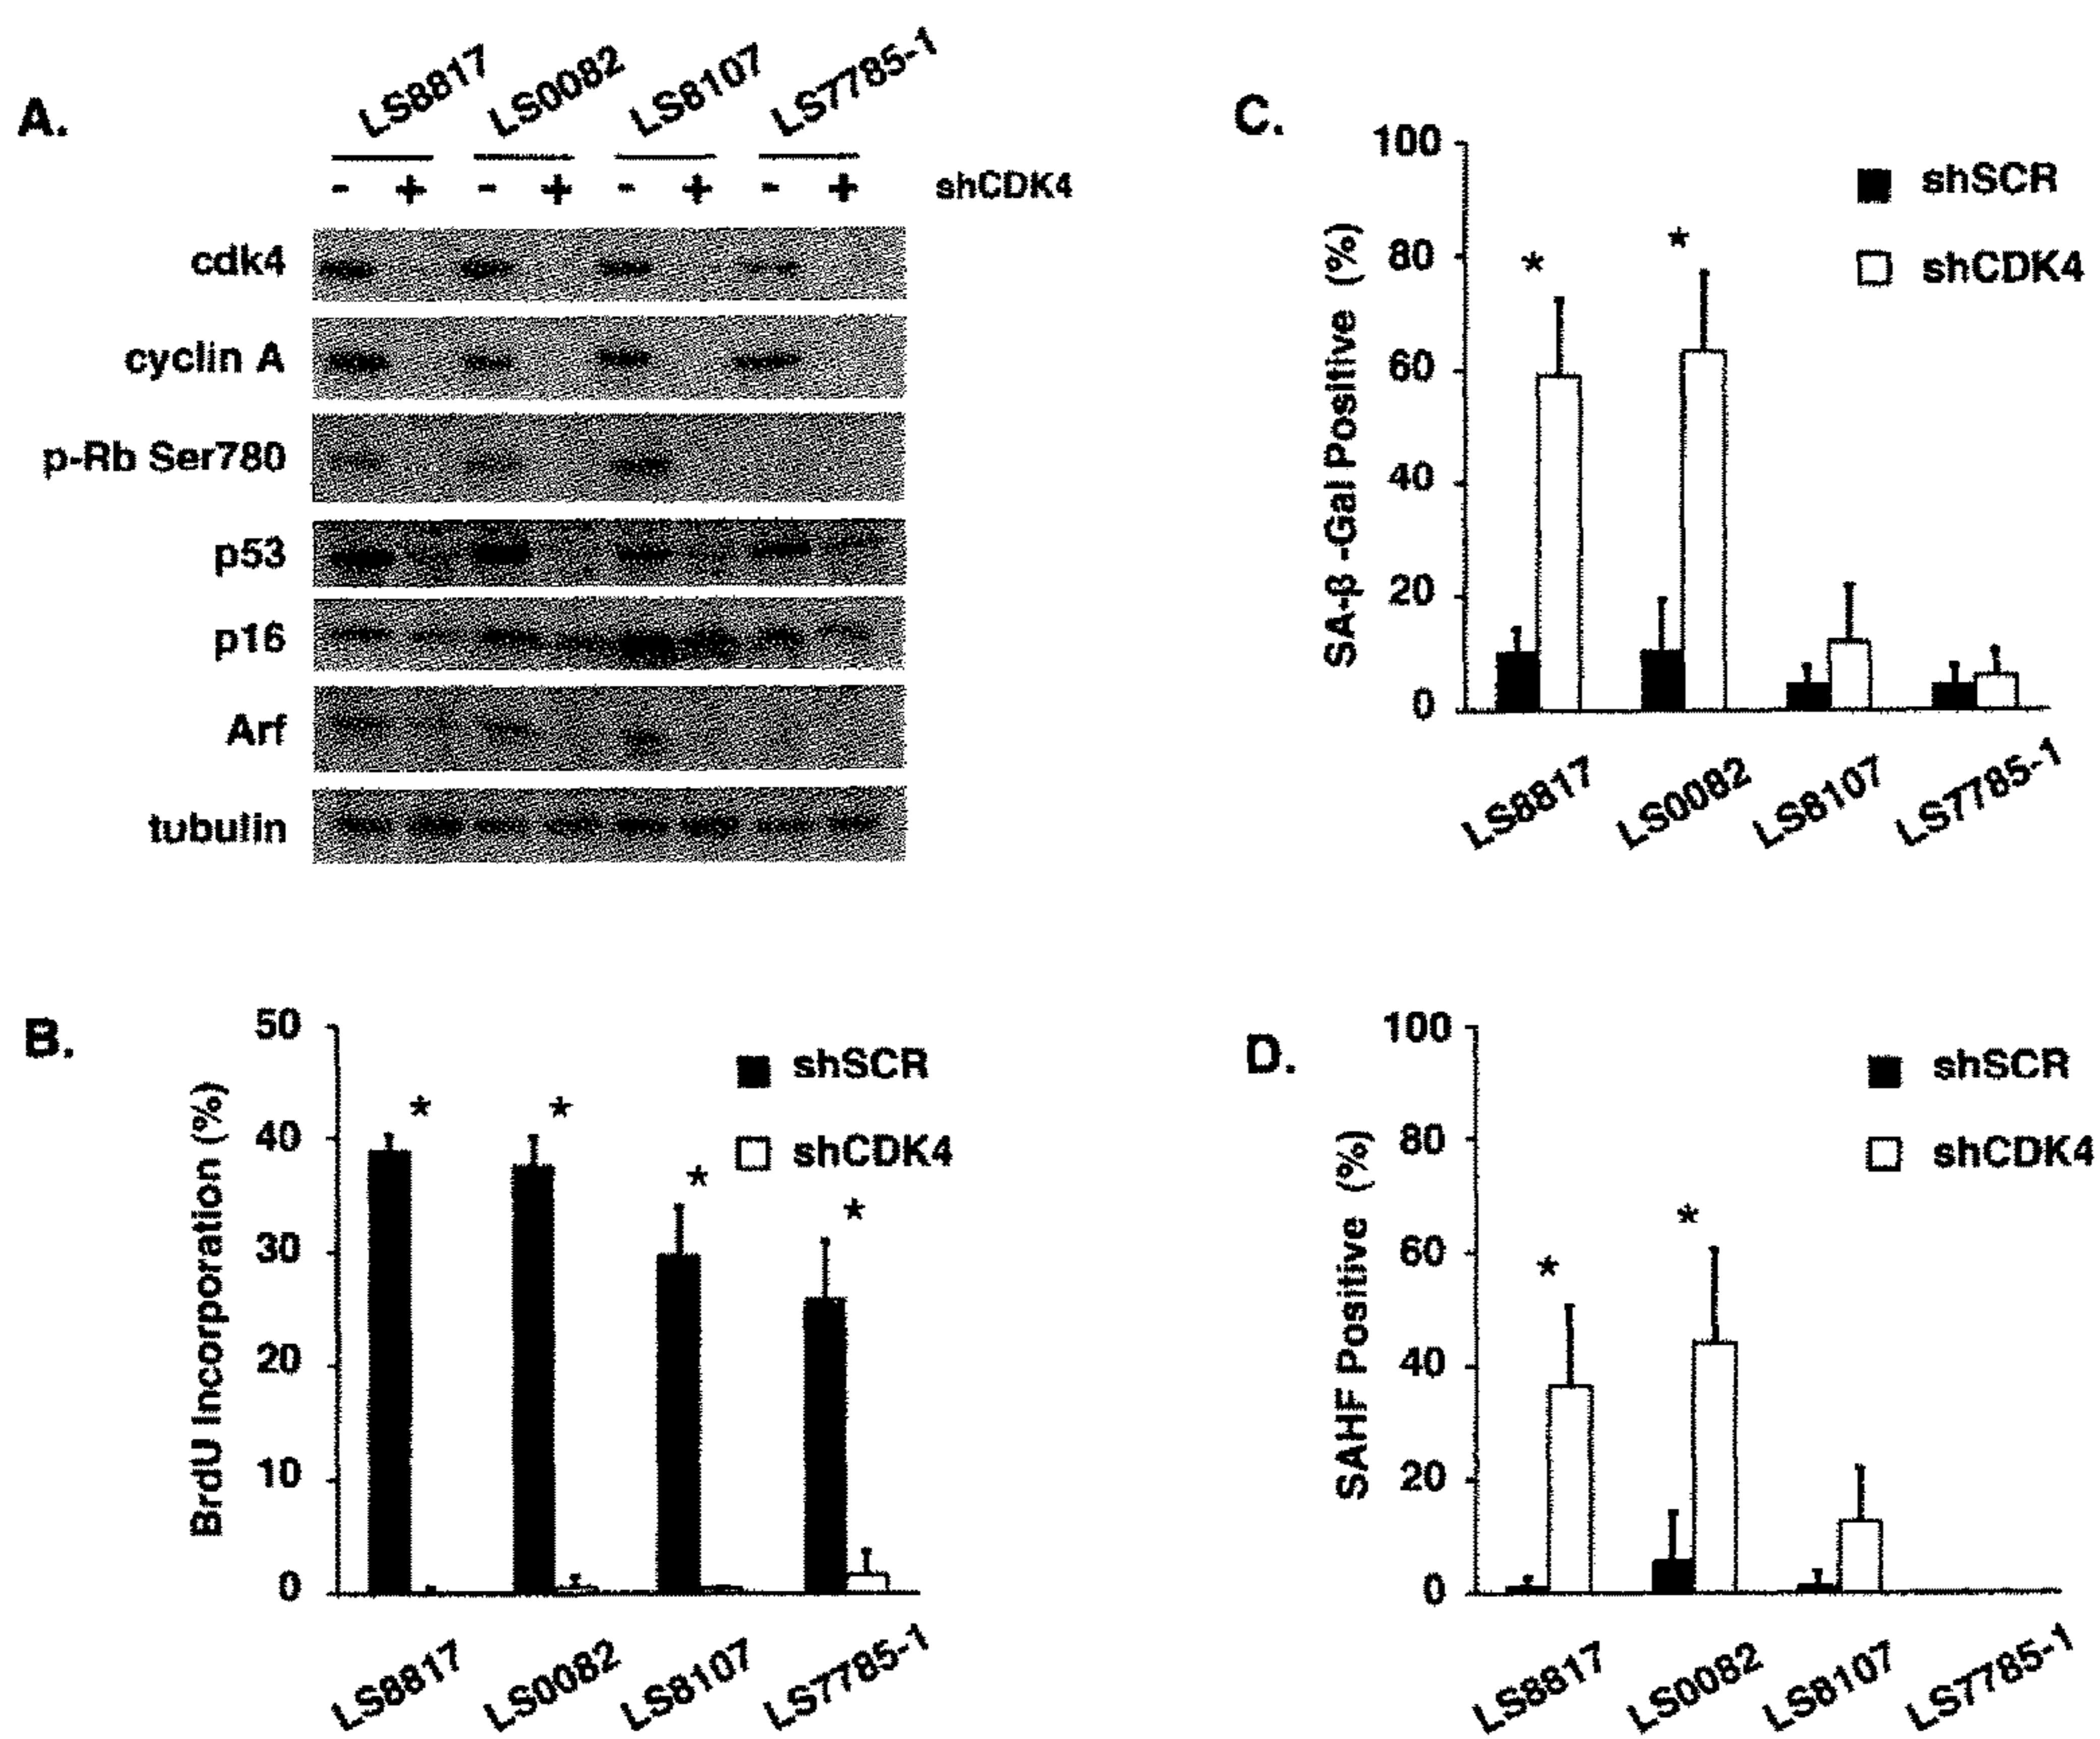 A.
LS8817 LS0082 LS8107 LS7785-1
- + - + - + - + shCDK4
cdk4
cyclin A
p-Rb Ser780
p53
p16
Arf
tubulin
B.
BrdU Incorporation (%)
50
40
30
20
10
0
* * * *
shSCR
shCDK4
LS8817 LS0082 LS8107 LS7785-1
C.
SA-β -Gal Positive (%)
100
80
60
40
20
0
* *
shSCR
shCDK4
LS8817 LS0082 LS8107 LS7785-1
D.
SAHF Positive (%)
100
80
60
40
20
0
* *
shSCR
shCDK4
LS8817 LS0082 LS8107 LS7785-1